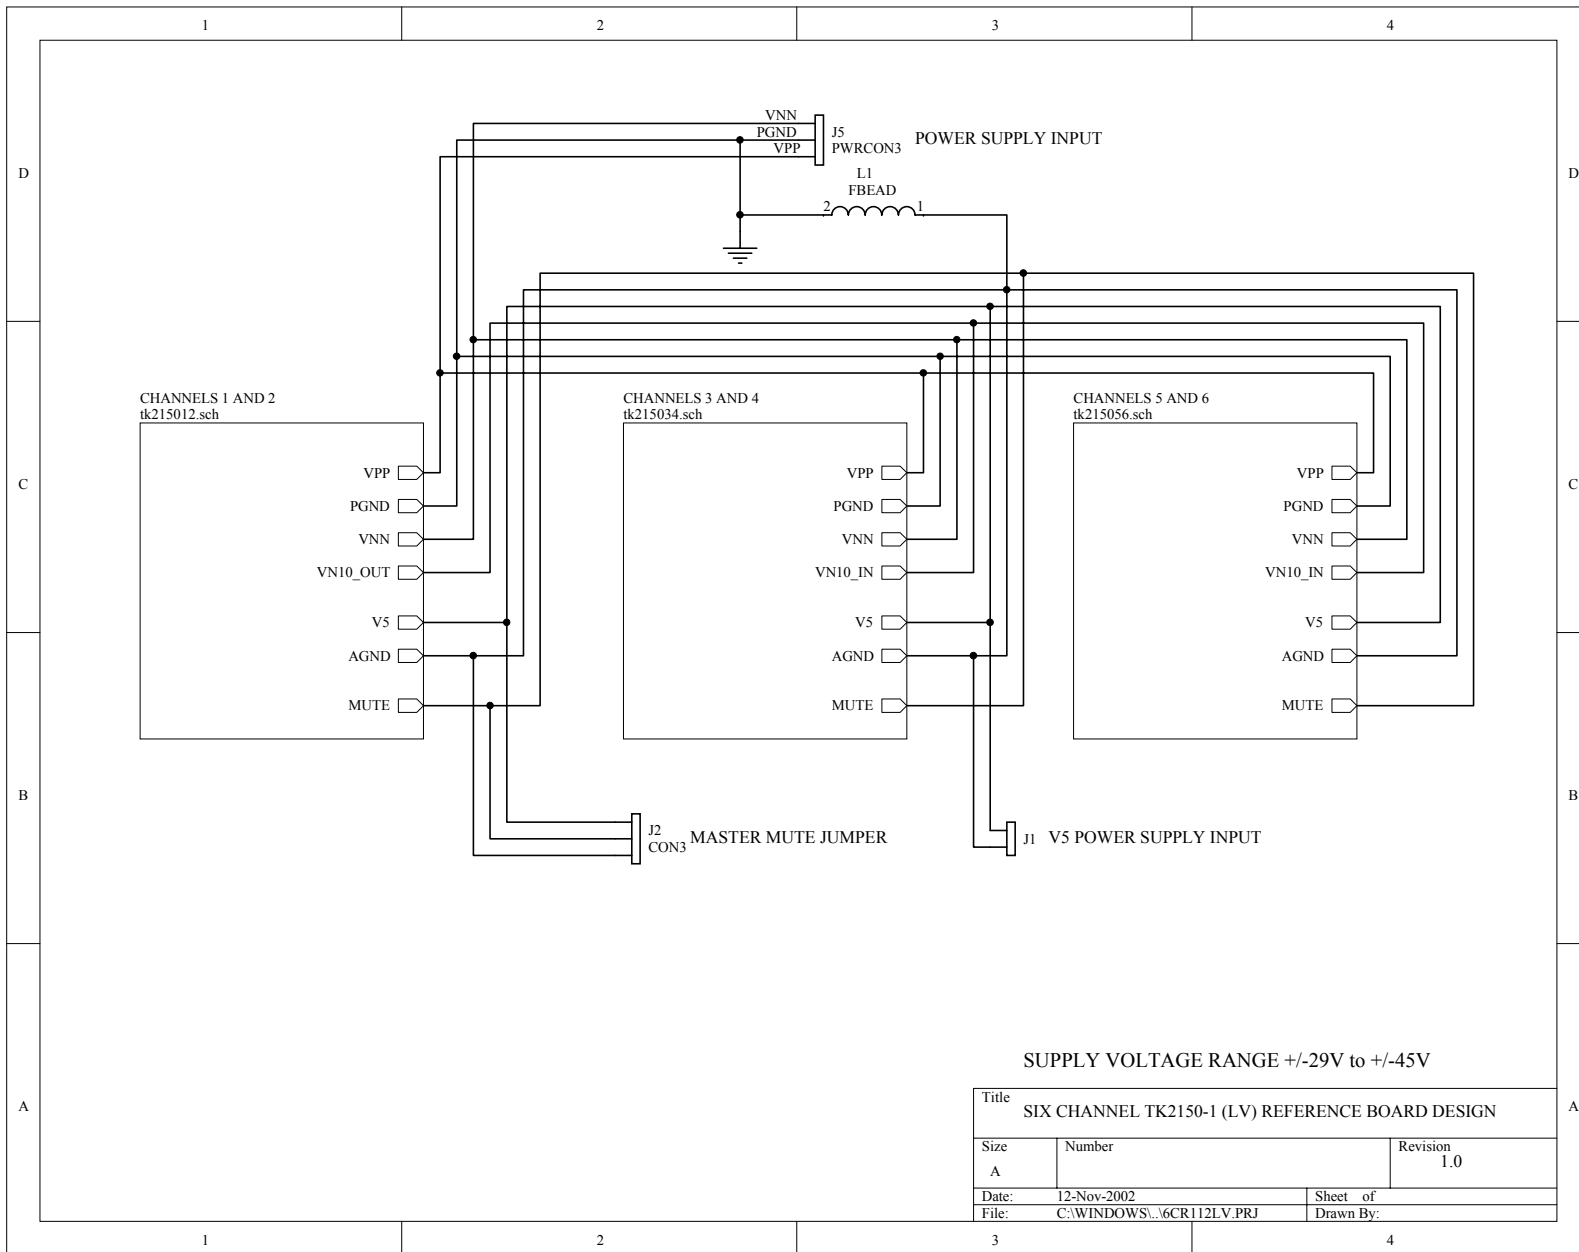 1 2 3 4
VNN
PGND
VPP
J5
PWRCON3
POWER SUPPLY INPUT
D D
L1
FBEAD
2 1
CHANNELS 1 AND 2
tk215012.sch
CHANNELS 3 AND 4
tk215034.sch
CHANNELS 5 AND 6
tk215056.sch
VPP VPP VPP
C C
PGND PGND PGND
VNN VNN VNN
VN10_OUT VN10_IN VN10_IN
V5 V5 V5
AGND AGND AGND
MUTE MUTE MUTE
B B
J2
CON3
MASTER MUTE JUMPER
J1 V5 POWER SUPPLY INPUT
SUPPLY VOLTAGE RANGE +/-29V to +/-45V
A A
Title
SIX CHANNEL TK2150-1 (LV) REFERENCE BOARD DESIGN
Size Number Revision
A 1.0
Date: 12-Nov-2002 Sheet of
File: C:\WINDOWS\..\6CR112LV.PRJ Drawn By:
1 2 3 4